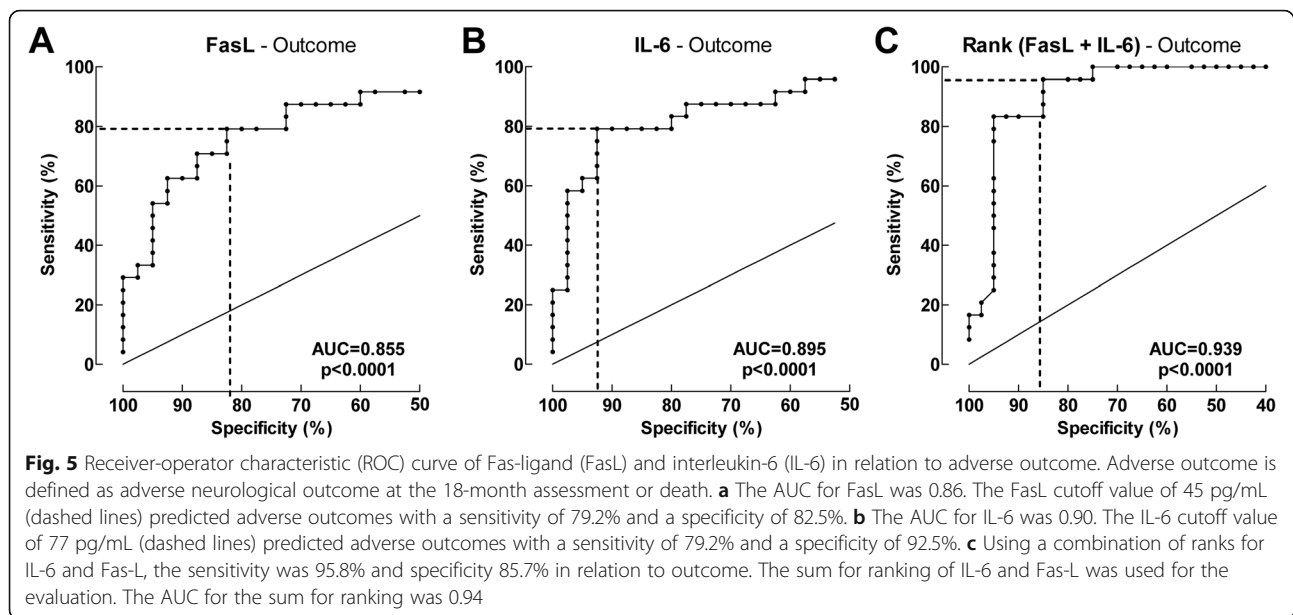 A
FasL - Outcome
100
80
60
40
20
0
Sensitivity (%)
AUC=0.855
p<0.0001
100 90 80 70 60 50
Specificity (%)
B
IL-6 - Outcome
100
80
60
40
20
0
Sensitivity (%)
AUC=0.895
p<0.0001
100 90 80 70 60 50
Specificity (%)
C
Rank (FasL + IL-6) - Outcome
100
80
60
40
20
0
Sensitivity (%)
AUC=0.939
p<0.0001
100 90 80 70 60 50 40
Specificity (%)
Fig. 5 Receiver-operator characteristic (ROC) curve of Fas-ligand (FasL) and interleukin-6 (IL-6) in relation to adverse outcome. Adverse outcome is
defined as adverse neurological outcome at the 18-month assessment or death. a The AUC for FasL was 0.86. The FasL cutoff value of 45 pg/mL
(dashed lines) predicted adverse outcomes with a sensitivity of 79.2% and a specificity of 82.5%. b The AUC for IL-6 was 0.90. The IL-6 cutoff value
of 77 pg/mL (dashed lines) predicted adverse outcomes with a sensitivity of 79.2% and a specificity of 92.5%. c Using a combination of ranks for
IL-6 and Fas-L, the sensitivity was 95.8% and specificity 85.7% in relation to outcome. The sum for ranking of IL-6 and Fas-L was used for the
evaluation. The AUC for the sum for ranking was 0.94